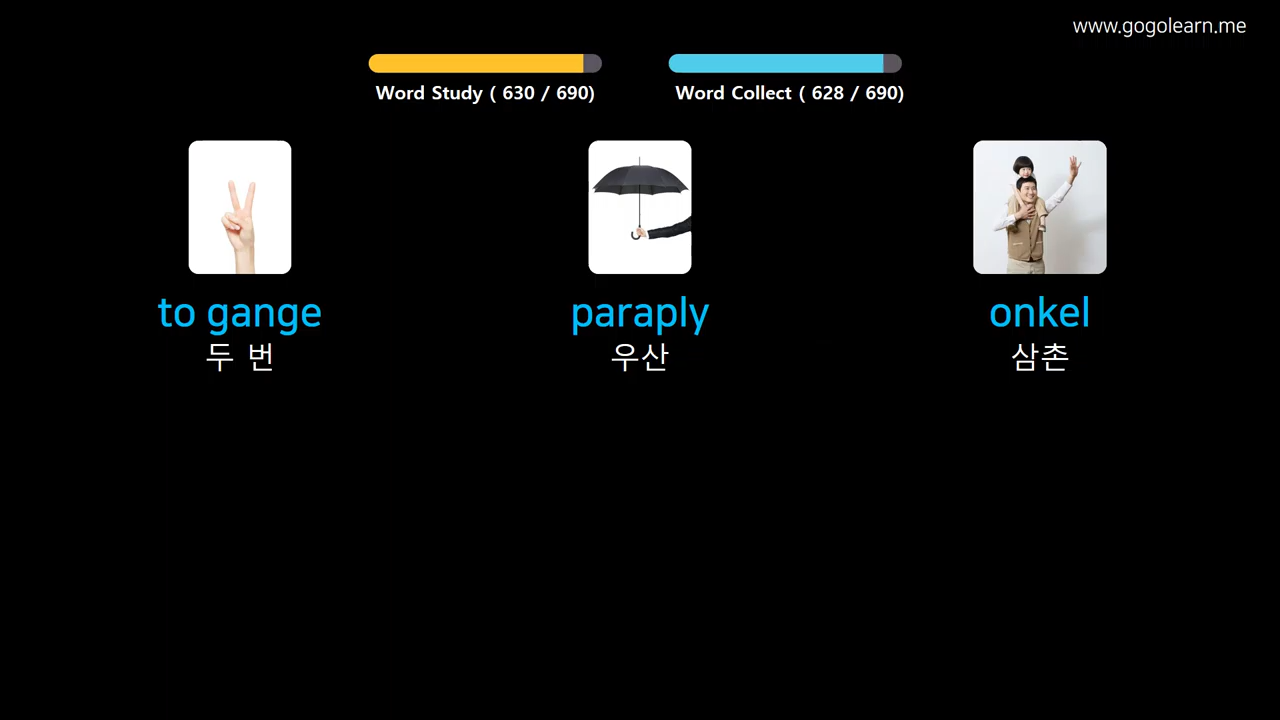 www.gogolearn.me
Word Study ( 630 / 690)
Word Collect ( 628 / 690)
to gange
두 번
paraply
우산
onkel
삼촌